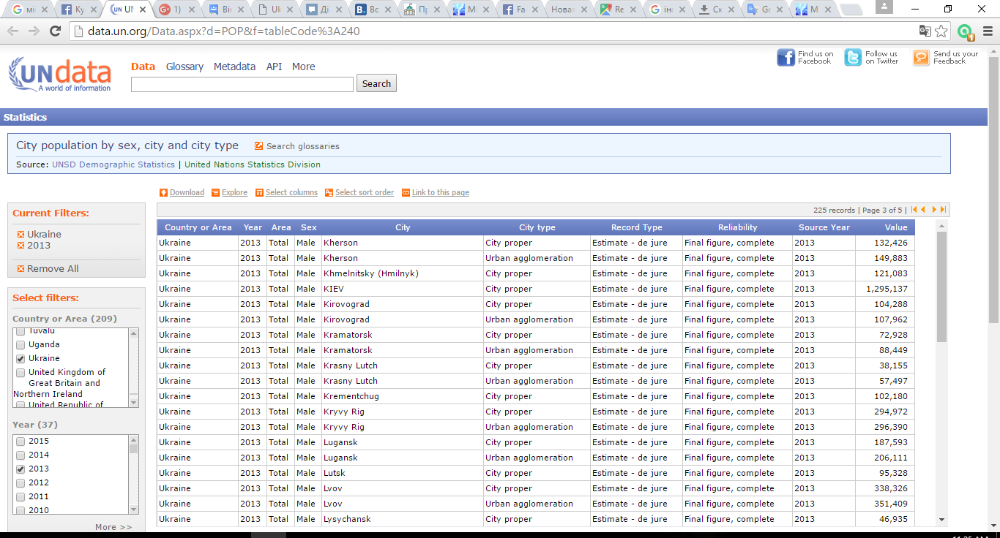 G мі
Ку
UN
1)
Ві
Uk
Ді
Вс
Пр
М
Fa
Новая
Re
G
Ск
Go
М
data.un.org/Data.aspx?d=POP&f=tableCode%3A240
UNdata
A world of information
Data Glossary Metadata API More
Search
Find us on
Facebook
Follow us
on Twitter
Send us your
Feedback
Statistics
City population by sex, city and city type Search glossaries
Source: UNSD Demographic Statistics | United Nations Statistics Division
Download Explore Select columns Select sort order Link to this page
Current Filters:
Ukraine
2013
Remove All
Select filters:
Country or Area (209)
Tuvalu
Uganda
Ukraine
United Kingdom of
Great Britain and
Northern Ireland
United Republic of
Year (37)
2015
2014
2013
2012
2011
2010
More >>
225 records | Page 3 of 5 |
Country or Area Year Area Sex City City type Record Type Reliability Source Year Value
Ukraine 2013 Total Male Kherson City proper Estimate - de jure Final figure, complete 2013 132,426
Ukraine 2013 Total Male Kherson Urban agglomeration Estimate - de jure Final figure, complete 2013 149,883
Ukraine 2013 Total Male Khmelnitsky (Hmilnyk) City proper Estimate - de jure Final figure, complete 2013 121,083
Ukraine 2013 Total Male KIEV City proper Estimate - de jure Final figure, complete 2013 1,295,137
Ukraine 2013 Total Male Kirovograd City proper Estimate - de jure Final figure, complete 2013 104,288
Ukraine 2013 Total Male Kirovograd Urban agglomeration Estimate - de jure Final figure, complete 2013 107,962
Ukraine 2013 Total Male Kramatorsk City proper Estimate - de jure Final figure, complete 2013 72,928
Ukraine 2013 Total Male Kramatorsk Urban agglomeration Estimate - de jure Final figure, complete 2013 88,449
Ukraine 2013 Total Male Krasny Lutch City proper Estimate - de jure Final figure, complete 2013 38,155
Ukraine 2013 Total Male Krasny Lutch Urban agglomeration Estimate - de jure Final figure, complete 2013 57,497
Ukraine 2013 Total Male Krementchug City proper Estimate - de jure Final figure, complete 2013 102,180
Ukraine 2013 Total Male Kryvy Rig City proper Estimate - de jure Final figure, complete 2013 294,972
Ukraine 2013 Total Male Kryvy Rig Urban agglomeration Estimate - de jure Final figure, complete 2013 296,390
Ukraine 2013 Total Male Lugansk City proper Estimate - de jure Final figure, complete 2013 187,593
Ukraine 2013 Total Male Lugansk Urban agglomeration Estimate - de jure Final figure, complete 2013 206,111
Ukraine 2013 Total Male Lutsk City proper Estimate - de jure Final figure, complete 2013 95,328
Ukraine 2013 Total Male Lvov City proper Estimate - de jure Final figure, complete 2013 338,326
Ukraine 2013 Total Male Lvov Urban agglomeration Estimate - de jure Final figure, complete 2013 351,409
Ukraine 2013 Total Male Lysychansk City proper Estimate - de jure Final figure, complete 2013 46,935